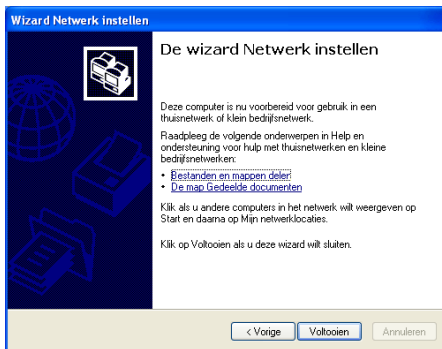 Wizard Netwerk instellen
De wizard Netwerk instellen
Deze computer is nu voorbereid voor gebruik in een
thuisnetwerk of klein bedrijfsnetwerk.
Raadpleeg de volgende onderwerpen in Help en
ondersteuning voor hulp met thuisnetwerken en kleine
bedrijfsnetwerken:
• Bestanden en mappen delen
• De map Gedeelde documenten
Klik als u andere computers in het netwerk wilt weergeven op
Start en daarna op Mijn netwerklocaties.
Klik op Voltooien als u deze wizard wilt sluiten.
< Vorige
Voltooien
Annuleren